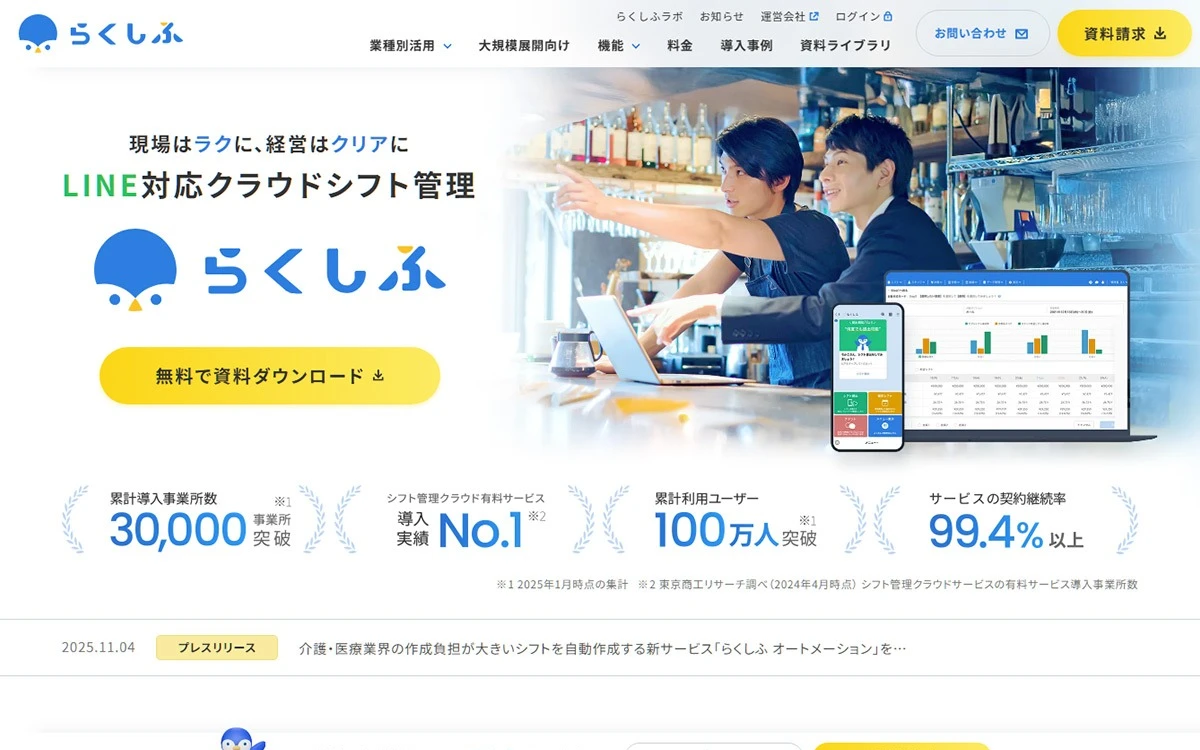 らくしふ
らくしふラボ お知らせ 運営会社 ログイン
業種別活用 大規模展開向け 機能 料金 導入事例 資料ライブラリ
お問い合わせ
資料請求
現場はラクに、経営はクリアに
LINE対応クラウドシフト管理
らくしふ
無料で資料ダウンロード
累計導入事業所数 ※1
30,000 事業所突破
シフト管理クラウド有料サービス
導入実績 No.1 ※2
累計利用ユーザー
100万人突破 ※1
サービスの契約継続率
99.4%以上
※1 2025年1月時点の集計 ※2 東京商工リサーチ調べ（2024年4月時点） シフト管理クラウドサービスの有料サービス導入事業所数
2025.11.04 プレスリリース 介護・医療業界の作成負担が大きいシフトを自動作成する新サービス「らくしふ オートメーション」を…